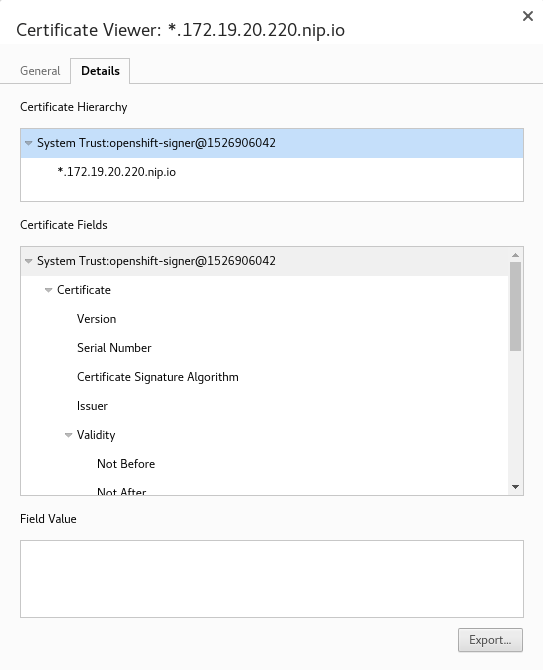 Certificate Viewer: *.172.19.20.220.nip.io
General
Details
Certificate Hierarchy
System Trust:openshift-signer@1526906042
*.172.19.20.220.nip.io
Certificate Fields
System Trust:openshift-signer@1526906042
Certificate
Version
Serial Number
Certificate Signature Algorithm
Issuer
Validity
Not Before
Not After
Field Value
Export...